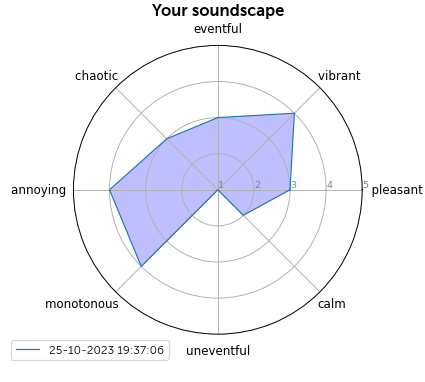 Your soundscape
eventful
chaotic
vibrant
annoying
1 2 3 4 5
pleasant
monotonous
calm
uneventful
25-10-2023 19:37:06